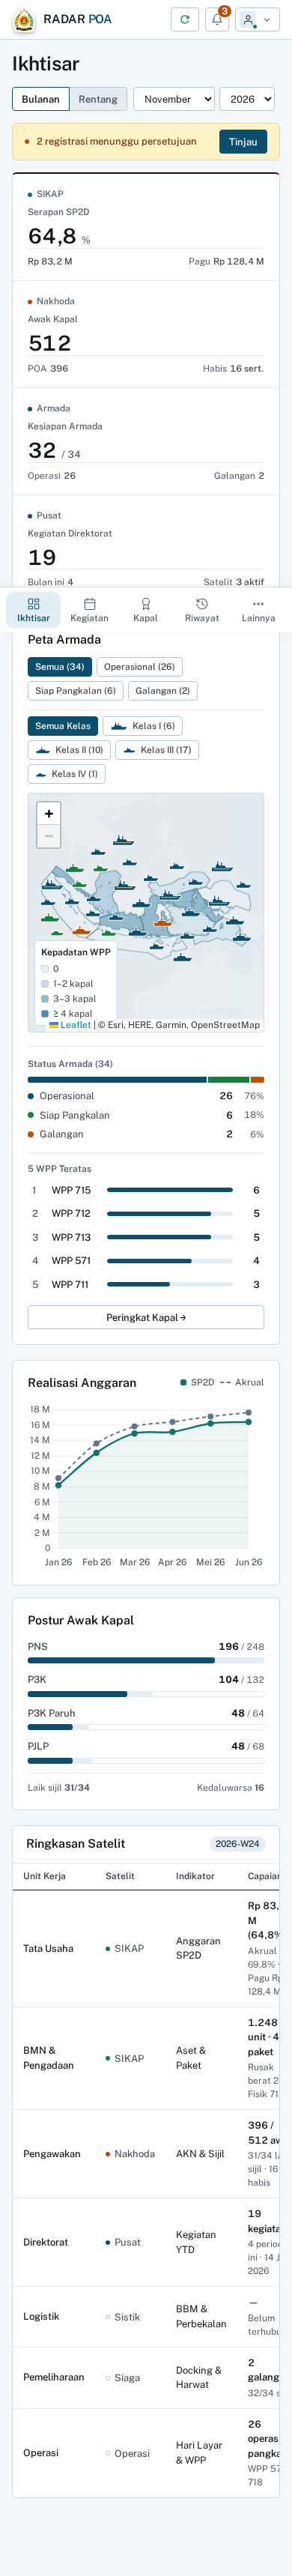 RADAR POA
3
Ikhtisar
Bulanan Rentang November 2026
2 registrasi menunggu persetujuan Tinjau
SIKAP
Serapan SP2D
64,8 %
Rp 83,2 M Pagu Rp 128,4 M
Nakhoda
Awak Kapal
512
POA 396 Habis 16 sert.
Armada
Kesiapan Armada
32 / 34
Operasi 26 Galangan 2
Pusat
Kegiatan Direktorat
19
Bulan ini 4 Satelit 3 aktif
Ikhtisar Kegiatan Kapal Riwayat Lainnya
Peta Armada
Semua (34) Operasional (26)
Siap Pangkalan (6) Galangan (2)
Semua Kelas Kelas I (6)
Kelas II (10) Kelas III (17)
Kelas IV (1)
+
−
Kepadatan WPP
0
1–2 kapal
3–3 kapal
≥ 4 kapal
Leaflet | © Esri, HERE, Garmin, OpenStreetMap
Status Armada (34)
Operasional 26 76%
Siap Pangkalan 6 18%
Galangan 2 6%
5 WPP Teratas
1 WPP 715 6
2 WPP 712 5
3 WPP 713 5
4 WPP 571 4
5 WPP 711 3
Peringkat Kapal →
Realisasi Anggaran SP2D Akrual
18 M
16 M
14 M
12 M
10 M
8 M
6 M
4 M
2 M
0
Jan 26 Feb 26 Mar 26 Apr 26 Mei 26 Jun 26
Postur Awak Kapal
PNS 196 / 248
P3K 104 / 132
P3K Paruh 48 / 64
PJLP 48 / 68
Laik sijil 31/34 Kedaluwarsa 16
Ringkasan Satelit 2026-W24
Unit Kerja Satelit Indikator Capaian
Tata Usaha SIKAP Anggaran SP2D
Rp 83,
M
(64,8%
Akrual
69,8% ·
Pagu Rp
128,4 M
BMN & Pengadaan SIKAP Aset & Paket
1.248
unit · 4
paket
Rusak
berat 2
Fisik 71
Pengawakan Nakhoda AKN & Sijil
396 /
512 aw
31/34 la
sijil · 16
habis
Direktorat Pusat Kegiatan YTD
19
kegiata
4 period
ini · 14 J
2026
Logistik Sistik BBM & Perbekalan
—
Belum
terhubu
Pemeliharaan Siaga Docking & Harwat
2
galang
32/34 s
Operasi Operasi Hari Layar & WPP
26
operas
pangka
WPP 57
718